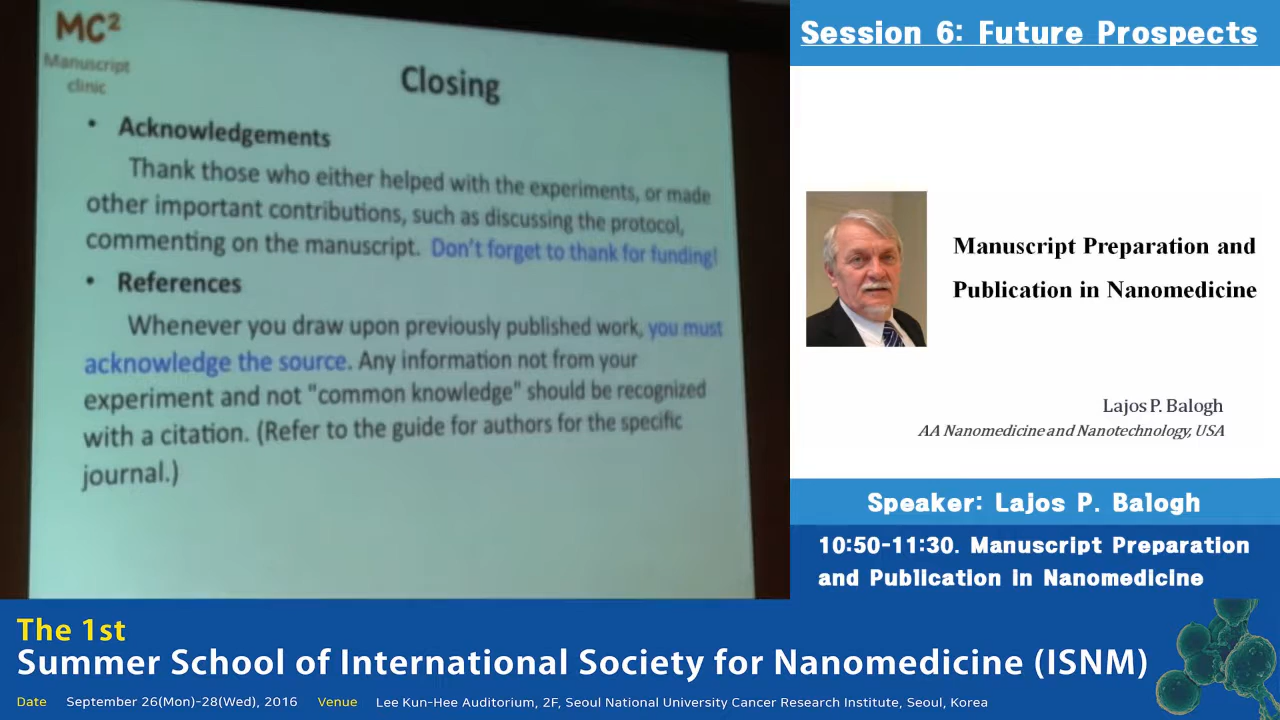 MC²
Manuscript
clinic
Closing
• Acknowledgements
Thank those who either helped with the experiments, or made
other important contributions, such as discussing the protocol,
commenting on the manuscript. Don't forget to thank for funding!
• References
Whenever you draw upon previously published work, you must
acknowledge the source. Any information not from your
experiment and not "common knowledge" should be recognized
with a citation. (Refer to the guide for authors for the specific
journal.)
Session 6: Future Prospects
Manuscript Preparation and
Publication in Nanomedicine
Lajos P. Balogh
AA Nanomedicine and Nanotechnology, USA
Speaker: Lajos P. Balogh
10:50-11:30. Manuscript Preparation
and Publication in Nanomedicine
The 1st
Summer School of International Society for Nanomedicine (ISNM)
Date September 26(Mon)-28(Wed), 2016 Venue Lee Kun-Hee Auditorium, 2F, Seoul National University Cancer Research Institute, Seoul, Korea